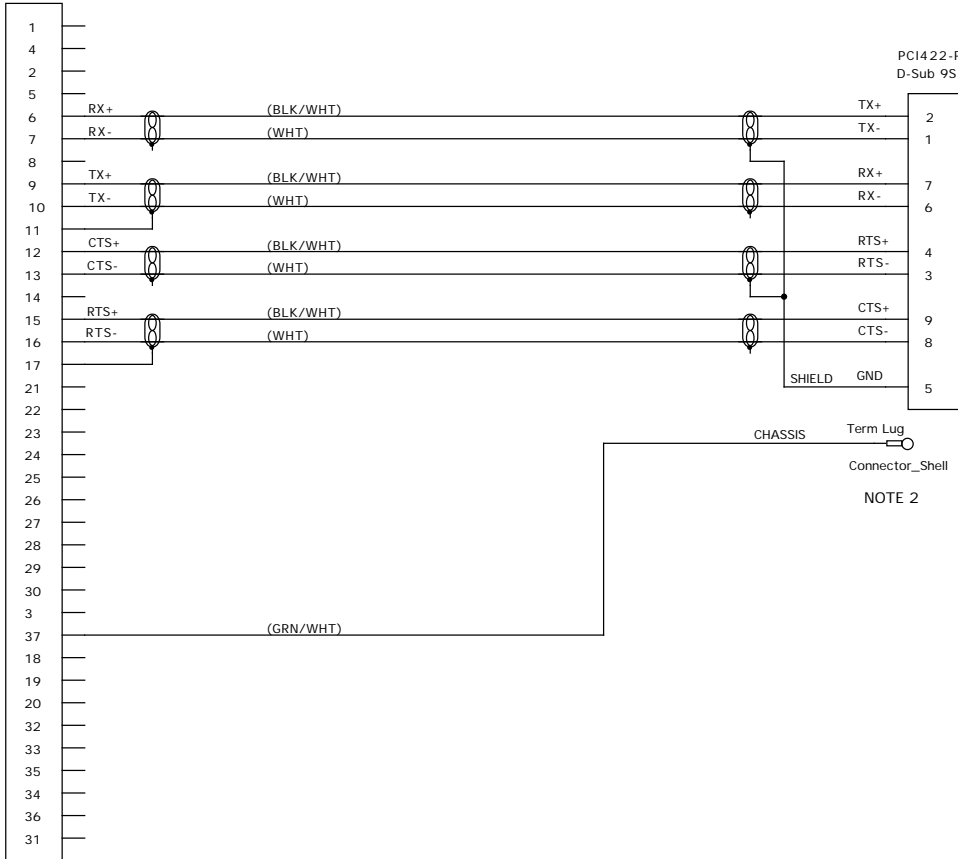 1
4
2
5
6 RX+ (BLK/WHT) TX+ 2
7 RX- (WHT) TX- 1
8
9 TX+ (BLK/WHT) RX+ 7
10 TX- (WHT) RX- 6
11
12 CTS+ (BLK/WHT) RTS+ 4
13 CTS- (WHT) RTS- 3
14
15 RTS+ (BLK/WHT) CTS+ 9
16 RTS- (WHT) CTS- 8
17
21 SHIELD GND 5
22
23
24
25
26
27
28
29
30
3
37 (GRN/WHT)
18
19
20
32
33
35
34
36
31
D-Sub 9S
CHASSIS Term Lug
Connector_Shell
NOTE 2